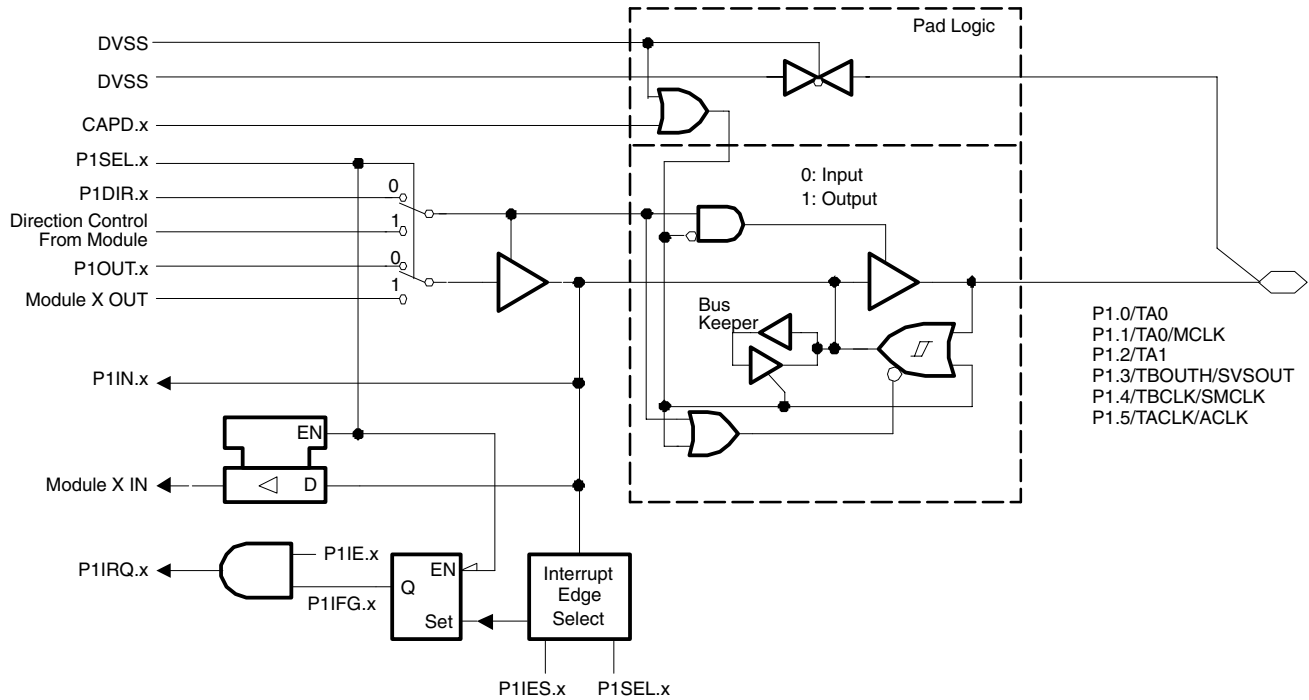 Pad Logic
DVSS
DVSS
CAPD.x
P1SEL.x
P1DIR.x
0
Direction Control
From Module
1
P1OUT.x
0
Module X OUT
1
0: Input
1: Output
Bus
Keeper
P1.0/TA0
P1.1/TA0/MCLK
P1.2/TA1
P1.3/TBOUTH/SVSOUT
P1.4/TBCLK/SMCLK
P1.5/TACLK/ACLK
P1IN.x
EN
Module X IN
D
P1IRQ.x
P1IE.x
P1IFG.x
EN
Q
Set
Interrupt
Edge
Select
P1IES.x
P1SEL.x